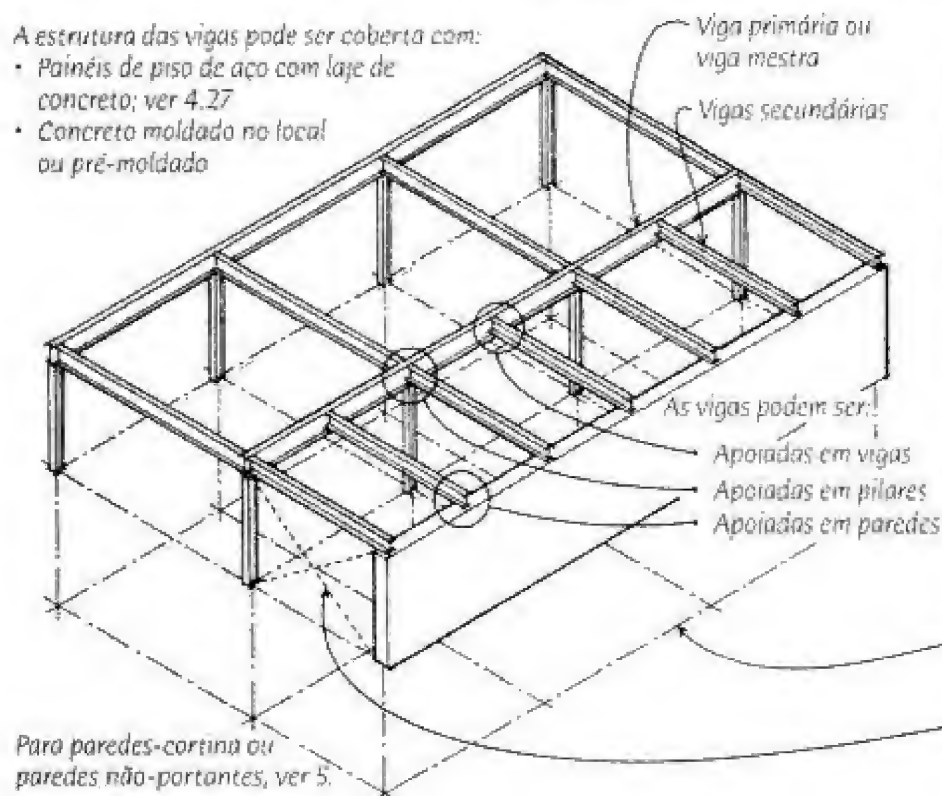 A estrutura das vigas pode ser coberta com:
• Painéis de piso de aço com laje de
concreto; ver 4.27
• Concreto moldado no local
ou pré-moldado
Viga primária ou
viga mestra
Vigas secundárias
As vigas podem ser:
• Apoiadas em vigas
• Apoiadas em pilares
• Apoiadas em paredes
Para paredes-cortina ou
paredes não-portantes, ver 5.